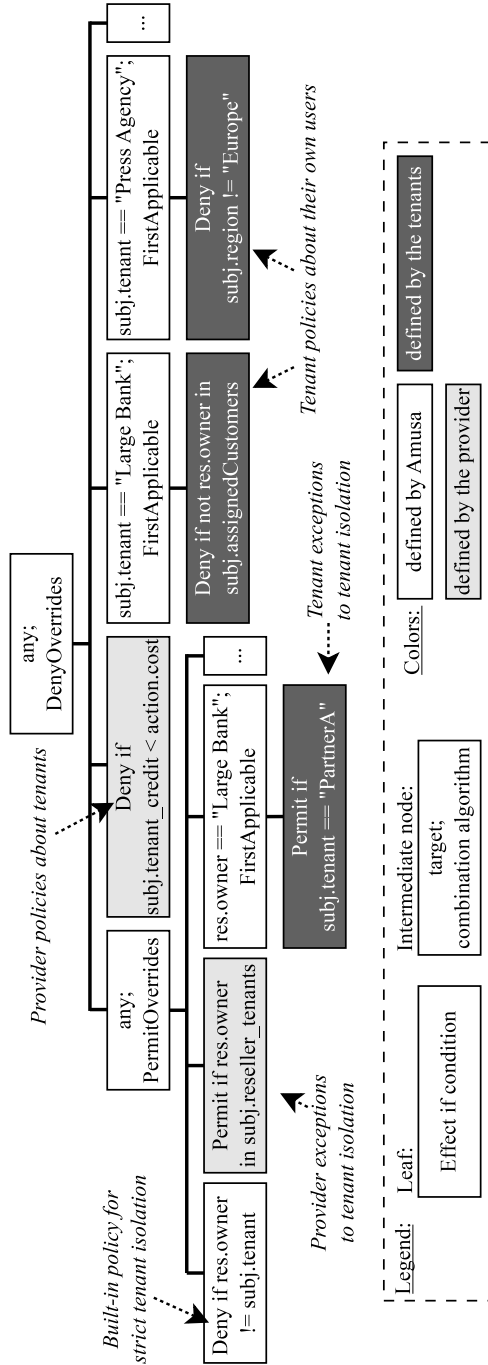 any;
DenyOverrides
Provider policies about tenants
any;
PermitOverrides
Deny if
subj.tenant_credit < action.cost
subj.tenant == "Large Bank";
FirstApplicable
subj.tenant == "Press Agency";
FirstApplicable
...
Built-in policy for
strict tenant isolation
Deny if res.owner
!= subj.tenant
Permit if res.owner
in subj.reseller_tenants
res.owner == "Large Bank";
FirstApplicable
...
Deny if not res.owner in
subj.assignedCustomers
Deny if
subj.region != "Europe"
Provider exceptions
to tenant isolation
Permit if
subj.tenant == "PartnerA"
Tenant exceptions
to tenant isolation
Tenant policies about their own users
Legend:
Leaf:
Effect if condition
Intermediate node:
target;
combination algorithm
Colors:
defined by Amusa
defined by the tenants
defined by the provider